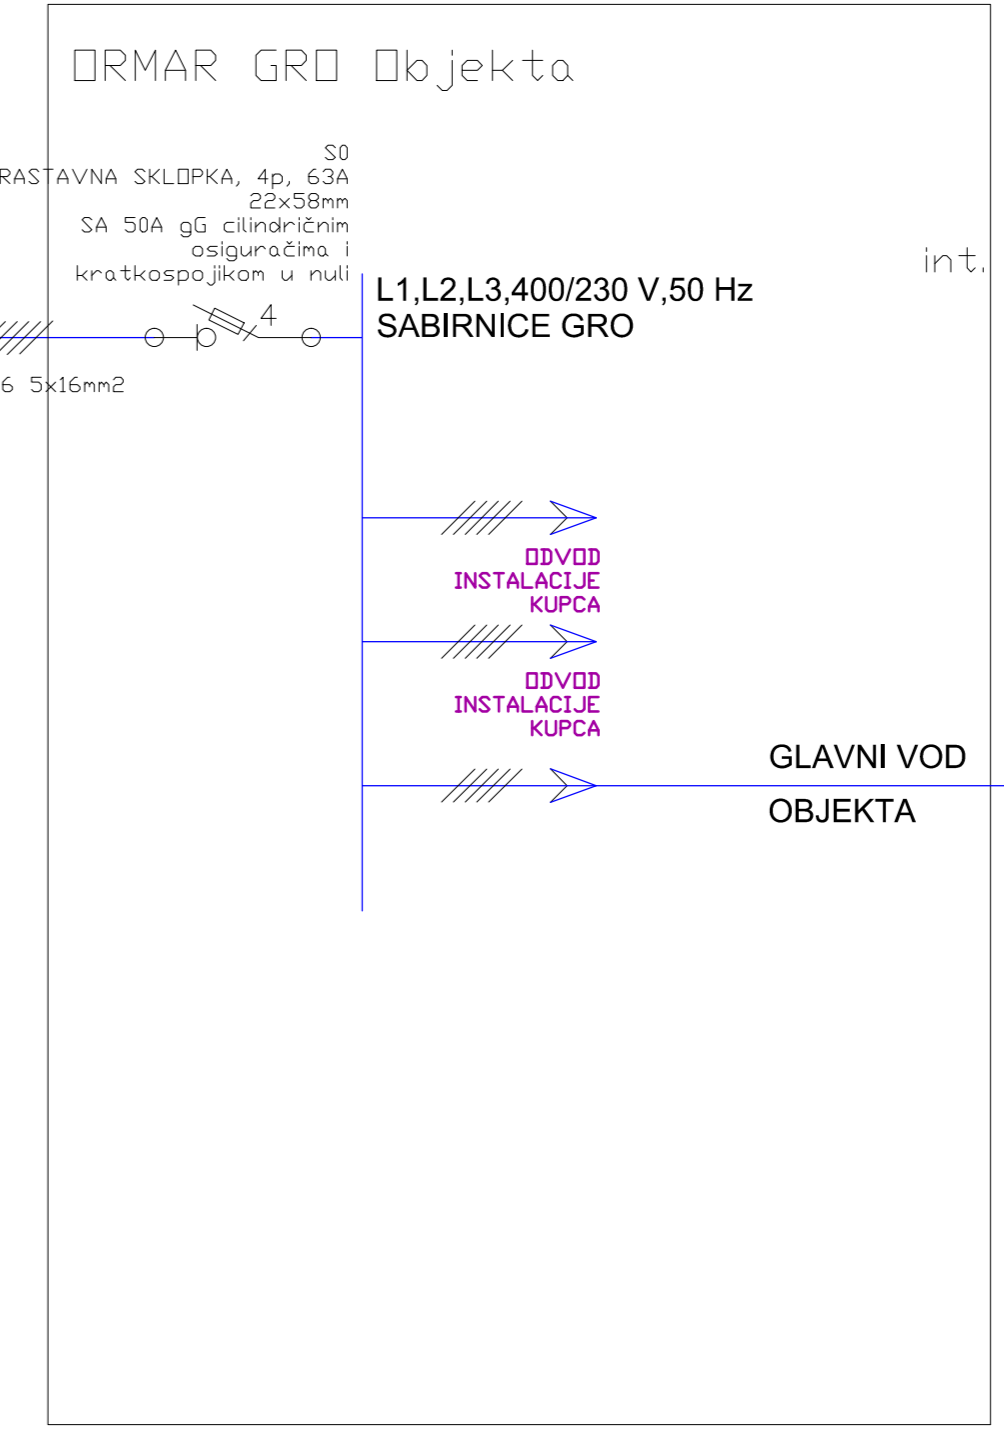 ORMAR GRO Objekta
S0
RASTAVNA SKLOPKA, 4p, 63A
22x58mm
SA 50A gG cilindričnim
osiguračima i
kratkospojikom u nuli
int.
L1,L2,L3,400/230 V,50 Hz
SABIRNICE GRO
4
6 5x16mm2
ODVOD
INSTALACIJE
KUPCA
ODVOD
INSTALACIJE
KUPCA
GLAVNI VOD
OBJEKTA